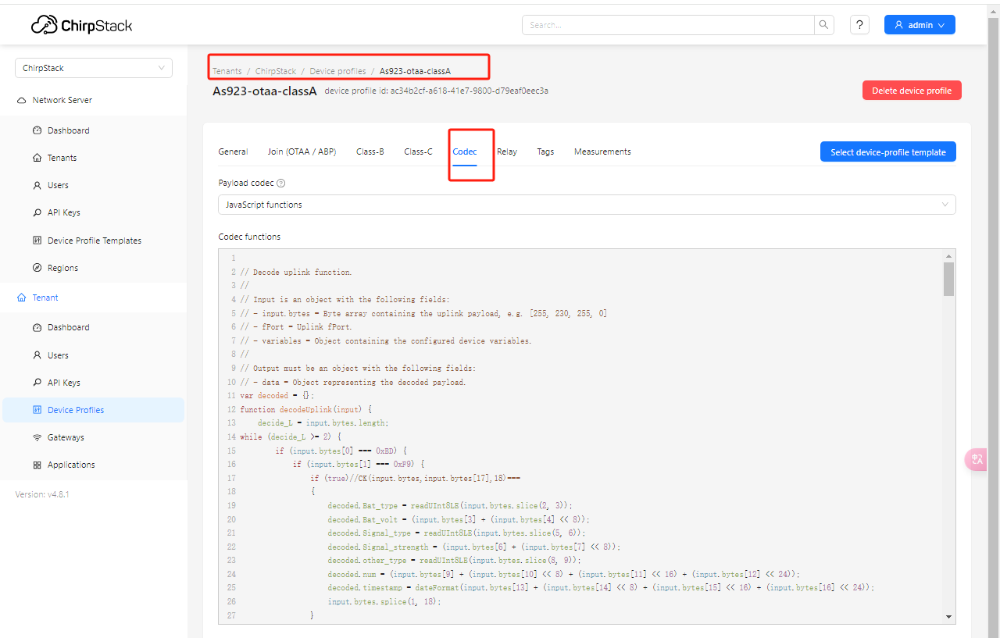 ChirpStack
Search...
?
admin
ChirpStack
Network Server
Dashboard
Tenants
Users
API Keys
Device Profile Templates
Regions
Tenant
Dashboard
Users
API Keys
Device Profiles
Gateways
Applications
Version: v4.8.1
Tenants / ChirpStack / Device profiles / As923-otaa-classA
As923-otaa-classA device profile id: ac34b2cf-a618-41e7-9800-d79eaf0eec3a
Delete device profile
General Join (OTAA / ABP) Class-B Class-C Codec Relay Tags Measurements
Select device-profile template
Payload codec ?
JavaScript functions
Codec functions
1
2 // Decode uplink function.
3 //
4 // Input is an object with the following fields:
5 // - input.bytes = Byte array containing the uplink payload, e.g. [255, 230, 255, 0]
6 // - fPort = Uplink fPort.
7 // - variables = Object containing the configured device variables.
8 //
9 // Output must be an object with the following fields:
10 // - data = Object representing the decoded payload.
11 var decoded = {};
12 function decodeUplink(input) {
13 decide_L = input.bytes.length;
14 while (decide_L >= 2) {
15 if (input.bytes[0] === 0xBD) {
16 if (input.bytes[1] === 0xF9) {
17 if (true)//CK(input.bytes,input.bytes[17],18)===
18 {
19 decoded.Bat_type = readUInt8LE(input.bytes.slice(2, 3));
20 decoded.Bat_volt = (input.bytes[3] + (input.bytes[4] << 8));
21 decoded.Signal_type = readUInt8LE(input.bytes.slice(5, 6));
22 decoded.Signal_strength = (input.bytes[6] + (input.bytes[7] << 8));
23 decoded.other_type = readUInt8LE(input.bytes.slice(8, 9));
24 decoded.num = (input.bytes[9] + (input.bytes[10] << 8) + (input.bytes[11] << 16) + (input.bytes[12] << 24));
25 decoded.timestamp = dateFormat(input.bytes[13] + (input.bytes[14] << 8) + (input.bytes[15] << 16) + (input.bytes[16] << 24));
26 input.bytes.splice(1, 18);
27 }
中A